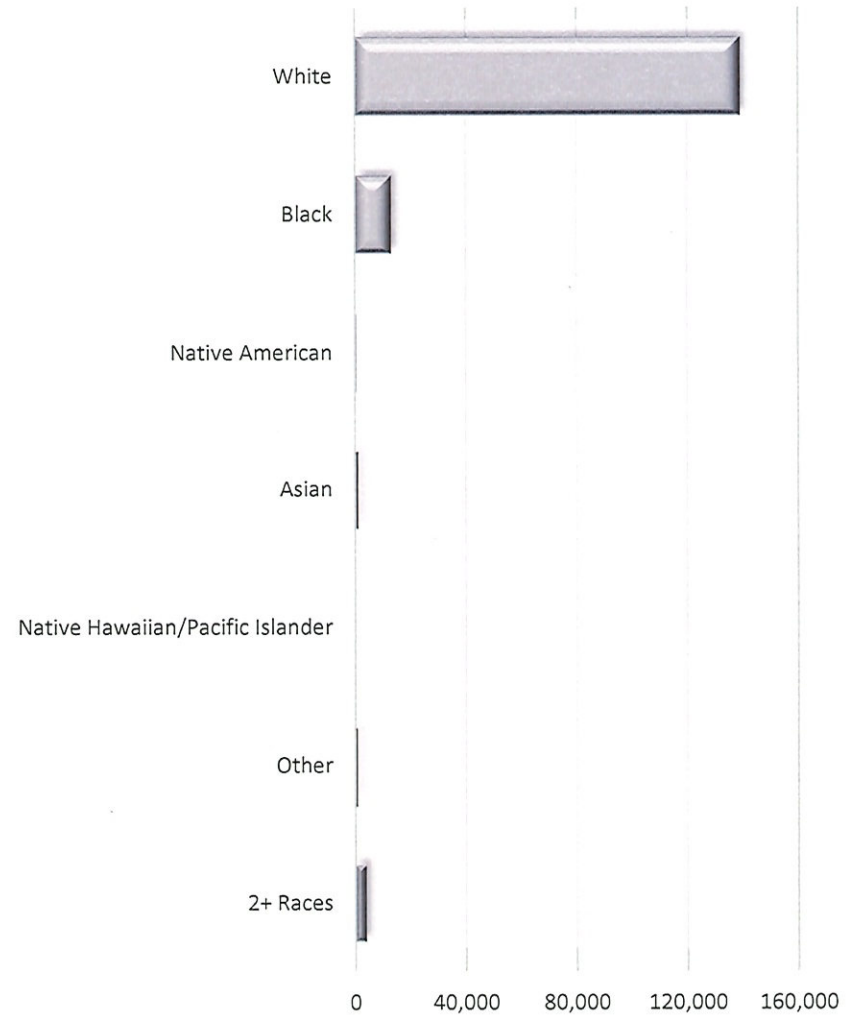 White
Black
Native American
Asian
Native Hawaiian/Pacific Islander
Other
2+ Races
0 40,000 80,000 120,000 160,000